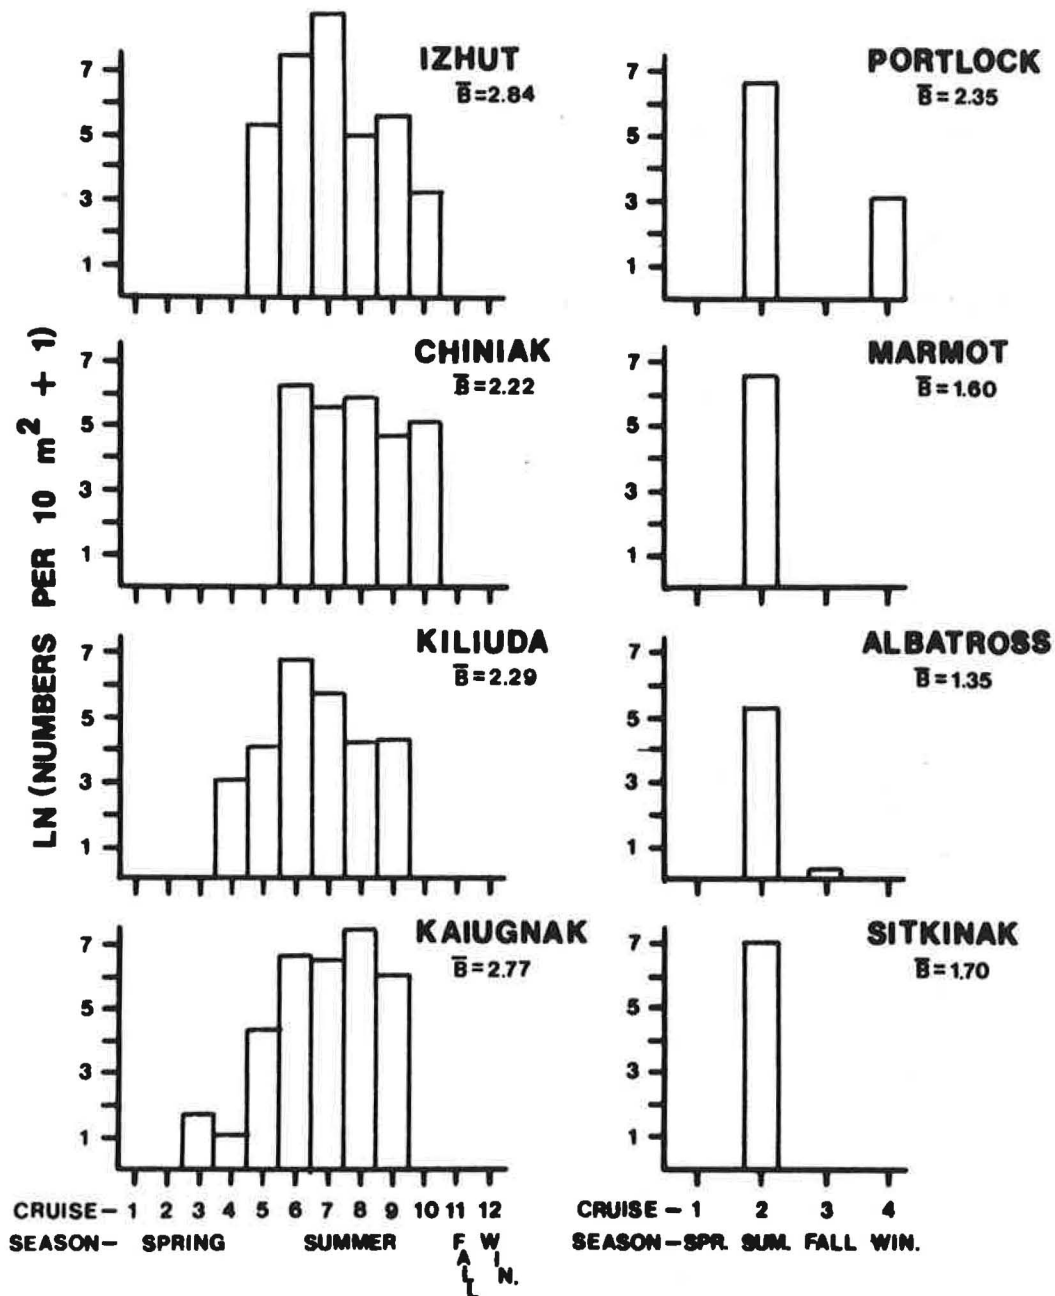 IZHUT
B̅=2.84
7
5
3
1
PORTLOCK
B̅=2.35
7
5
3
1
CHINIAK
B̅=2.22
7
5
3
1
MARMOT
B̅=1.60
7
5
3
1
LN (NUMBERS PER 10 m² + 1)
KILIUDA
B̅=2.29
7
5
3
1
ALBATROSS
B̅=1.35
7
5
3
1
KAIUGNAK
B̅=2.77
7
5
3
1
SITKINAK
B̅=1.70
7
5
3
1
CRUISE– 1 2 3 4 5 6 7 8 9 10 11 12
SEASON– SPRING SUMMER FALL WIN.
CRUISE – 1 2 3 4
SEASON–SPR. SUM. FALL WIN.